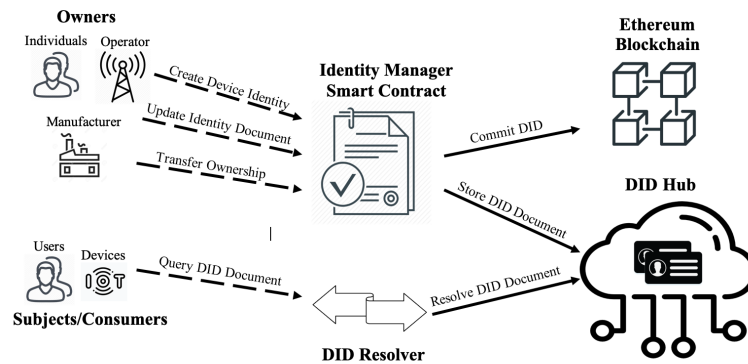 Owners
Individuals
Operator
Manufacturer
Create Device Identity
Update Identity Document
Transfer Ownership
Identity Manager
Smart Contract
Commit DID
Store DID Document
Ethereum
Blockchain
DID Hub
Users
Devices
IOT
Query DID Document
Resolve DID Document
Subjects/Consumers
DID Resolver